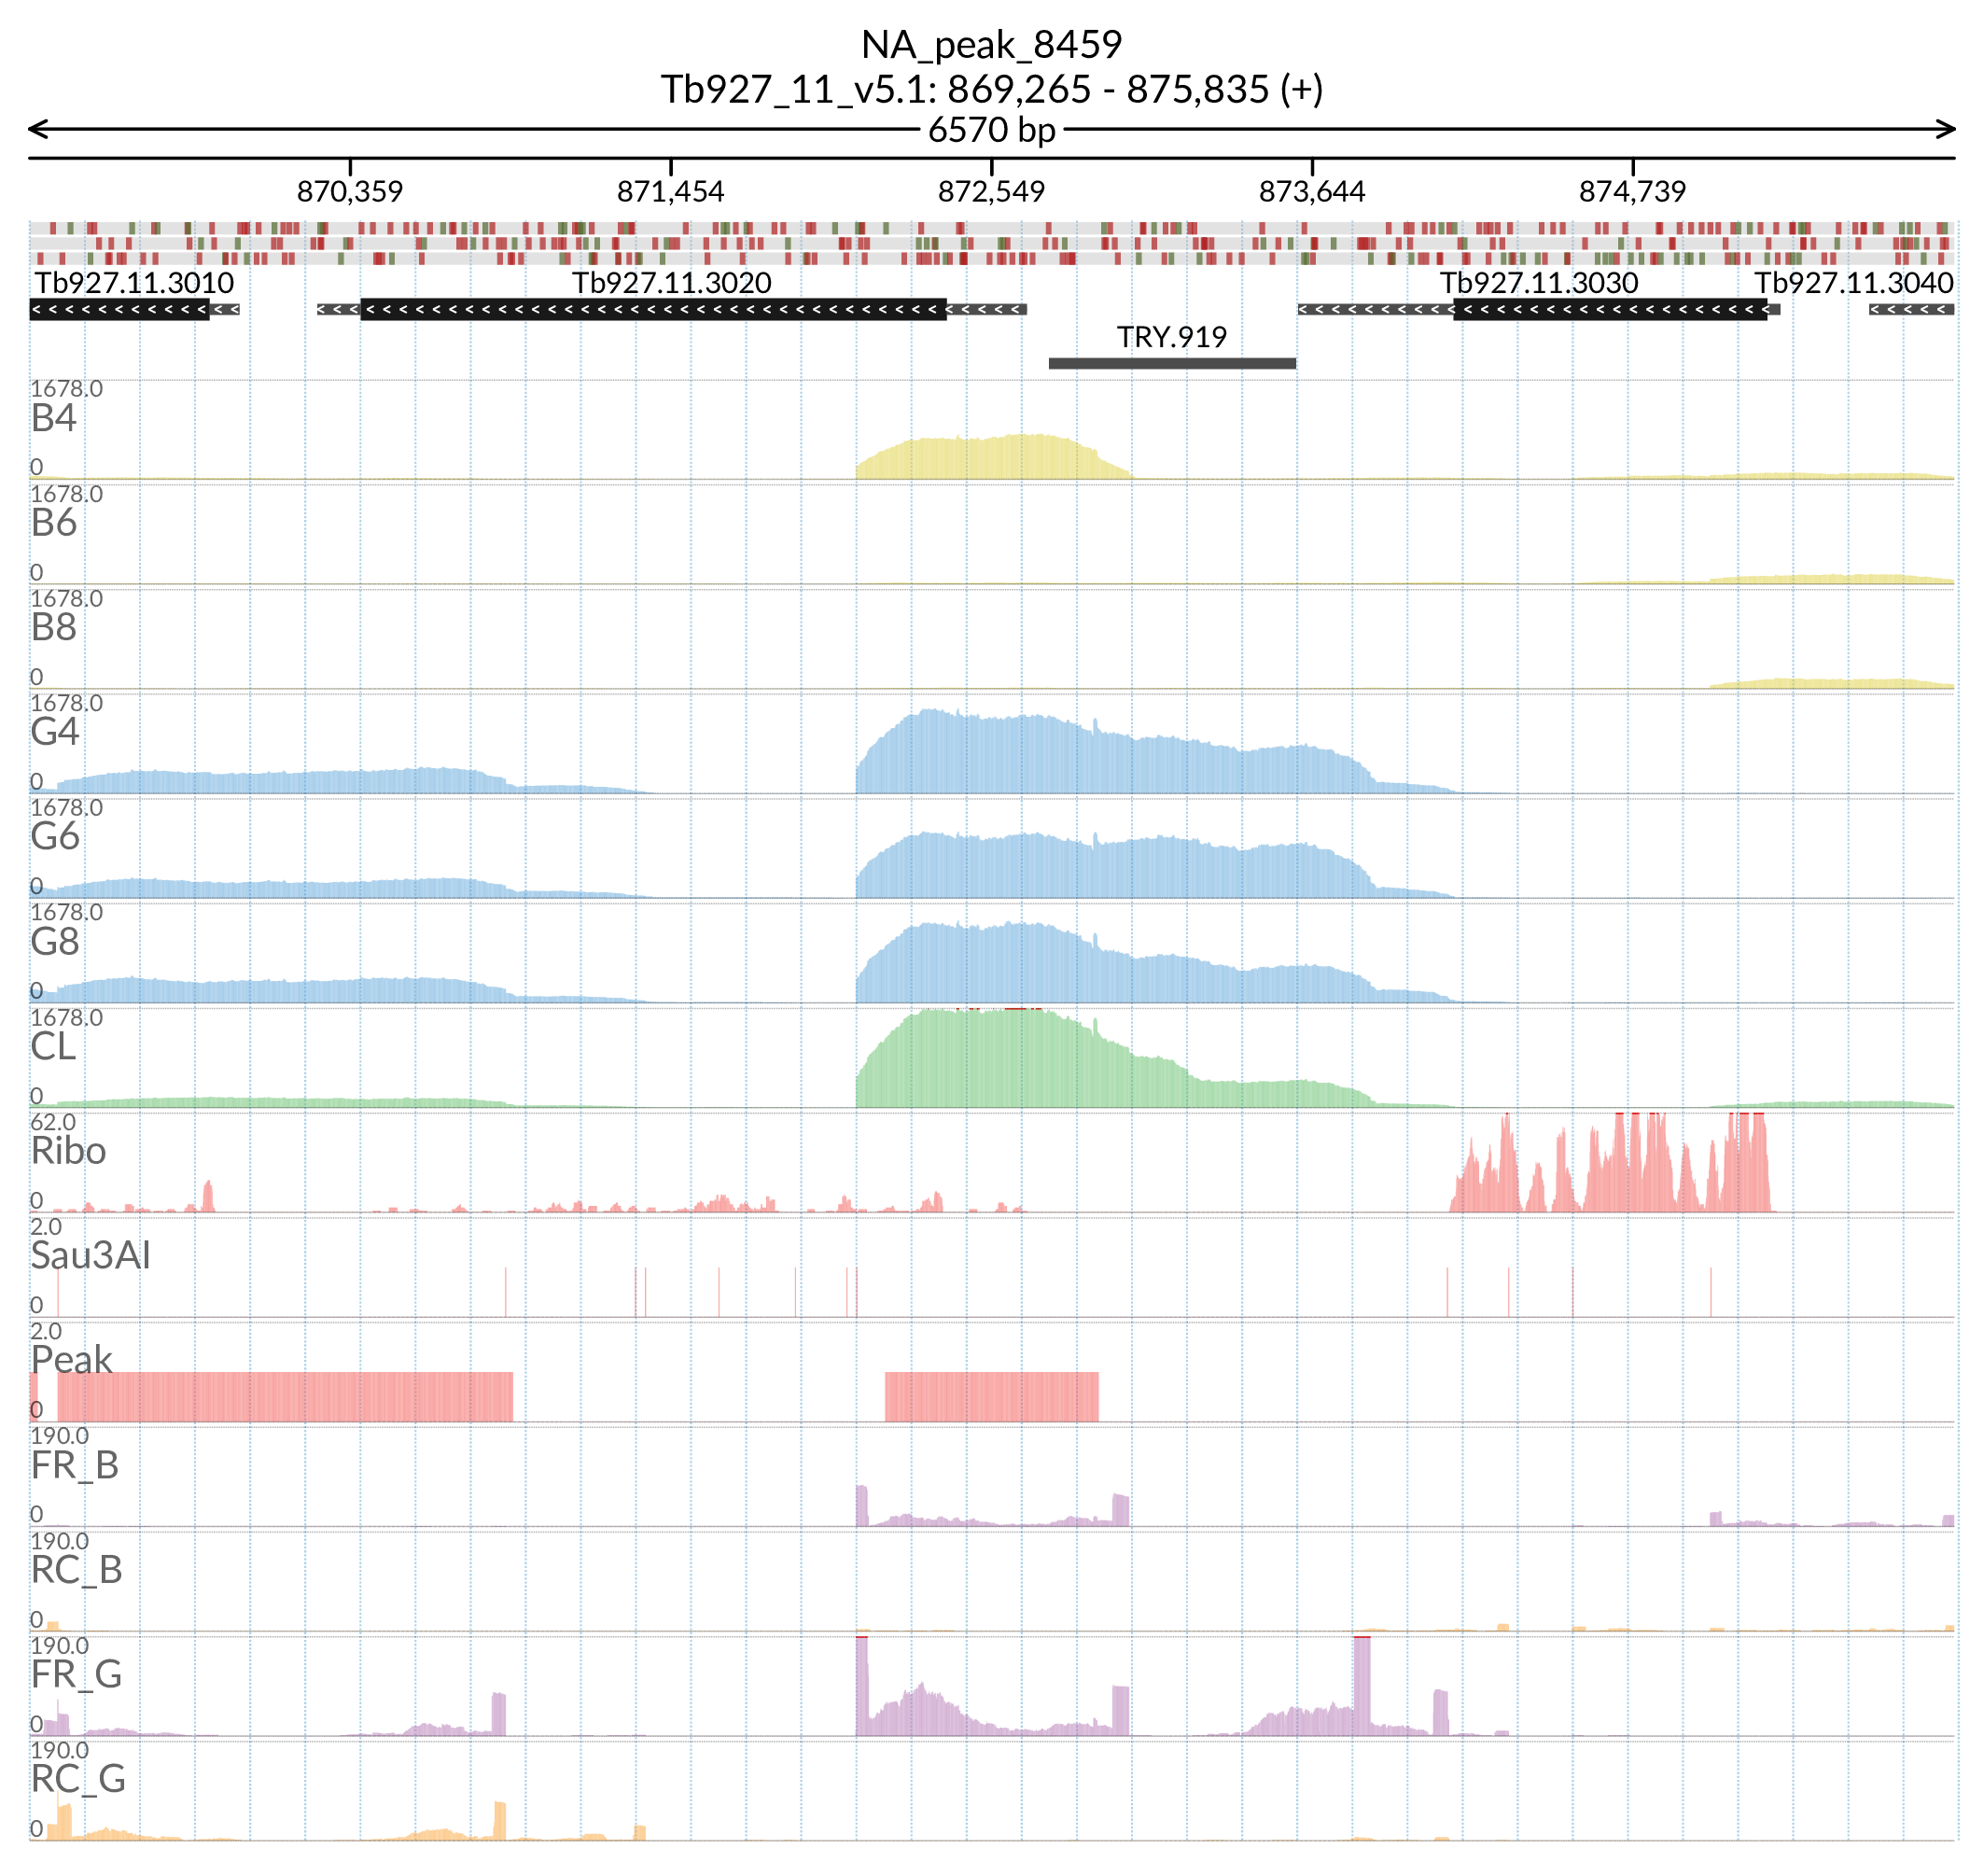 NA_peak_8459
Tb927_11_v5.1: 869,265 - 875,835 (+)
6570 bp
870,359 871,454 872,549 873,644 874,739
Tb927.11.3010 Tb927.11.3020 Tb927.11.3030 Tb927.11.3040
TRY.919
1678.0
B4
0
1678.0
B6
0
1678.0
B8
0
1678.0
G4
0
1678.0
G6
0
1678.0
G8
0
1678.0
CL
0
62.0
Ribo
0
2.0
Sau3AI
0
2.0
Peak
0
190.0
FR_B
0
190.0
RC_B
0
190.0
FR_G
0
190.0
RC_G
0